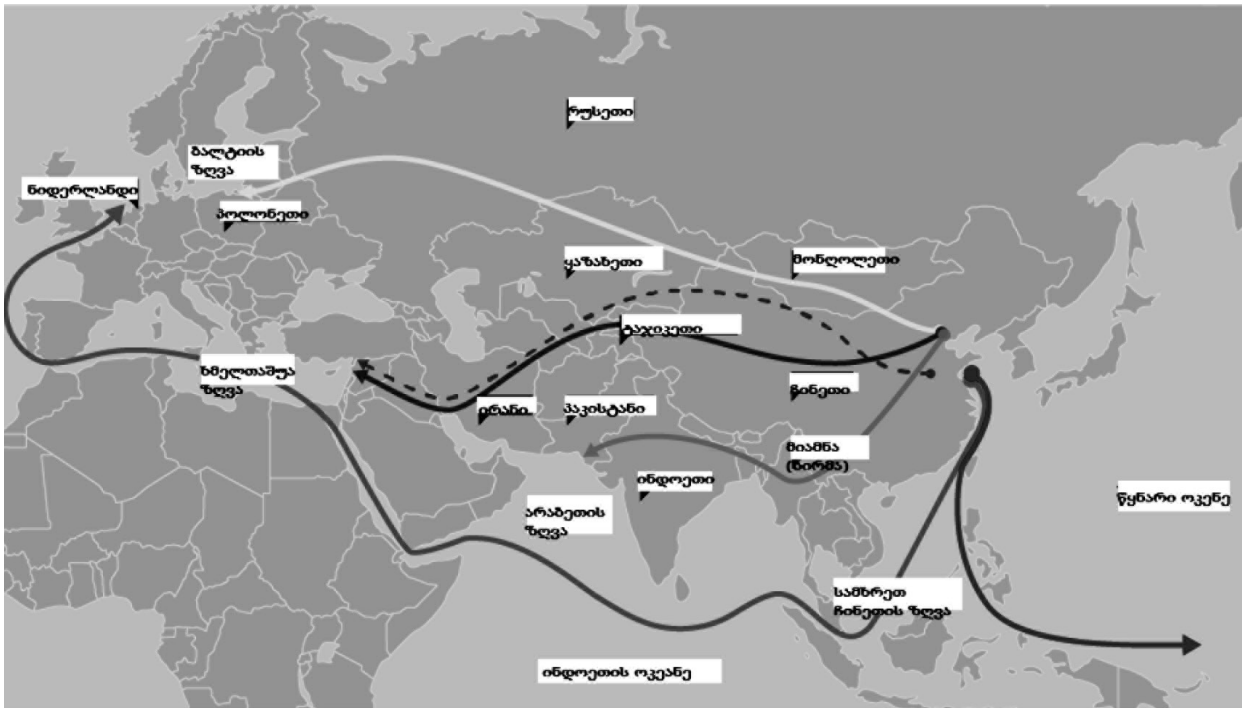 რუსეთი
ბალტიის
ზღვა
ნიდერლანდი
პოლონეთი
ყაზახეთი
მონღოლეთი
ტაჯიკეთი
ხმელთაშუა
ზღვა
ჩინეთი
ირანი
პაკისტანი
მიამნა
(ბირმა)
ინდოეთი
წყნარი ოკენე
არაბეთის
ზღვა
სამხრეთ
ჩინეთის ზღვა
ინდოეთის ოკეანე